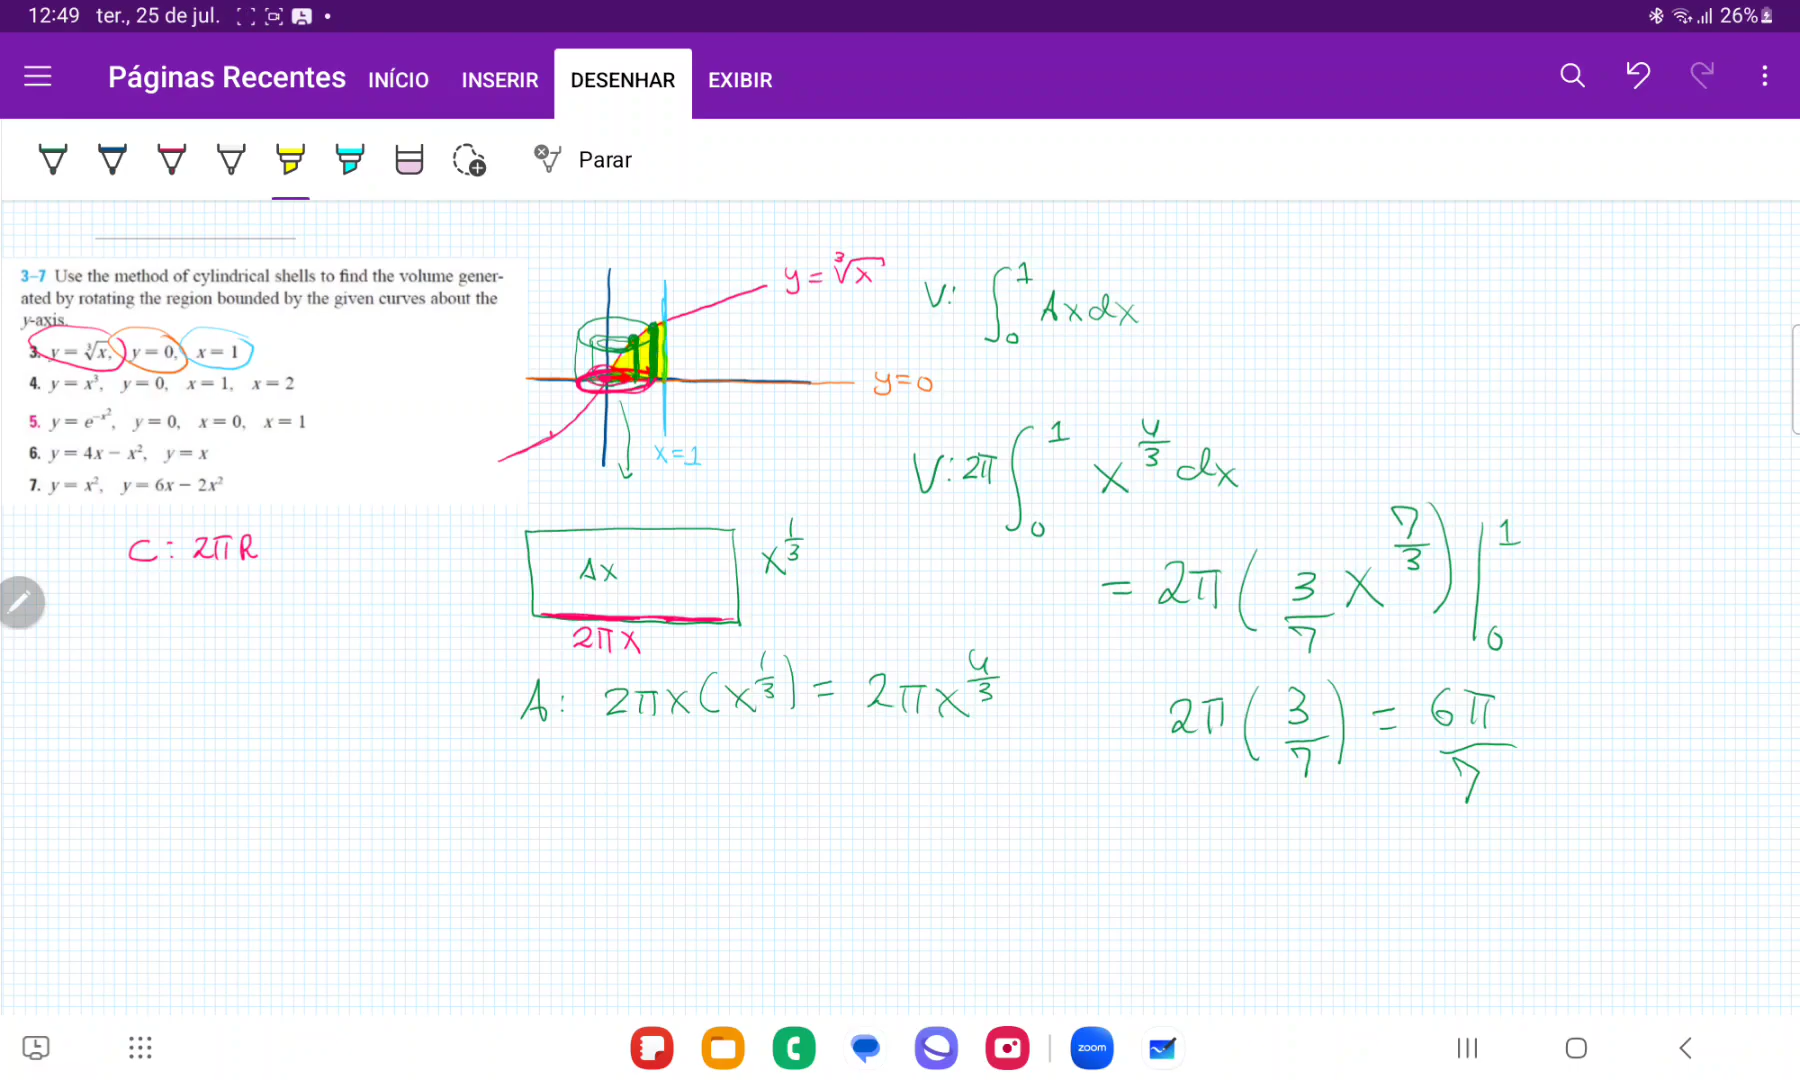 12:49 ter., 25 de jul. 26%
Páginas Recentes INÍCIO INSERIR DESENHAR EXIBIR
Parar
3–7 Use the method of cylindrical shells to find the volume gener-
ated by rotating the region bounded by the given curves about the
y-axis.
3. y = ∛x, y = 0, x = 1
4. y = x³, y = 0, x = 1, x = 2
5. y = e^(−x²), y = 0, x = 0, x = 1
6. y = 4x − x², y = x
7. y = x², y = 6x − 2x²
C: 2πR
y = ∛x
y=0
x=1
Ax
x^(1/3)
2πx
A: 2πx(x^(1/3)) = 2πx^(4/3)
V: ∫₀¹ Ax dx
V: 2π ∫₀¹ x^(4/3) dx
= 2π (3/7 x^(7/3)) |₀¹
2π (3/7) = 6π/7
zoom